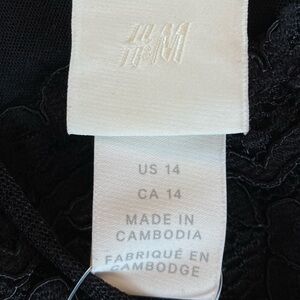 H&M
US 14
CA 14
MADE IN
CAMBODIA
FABRIQUÉ EN
CAMBODGE